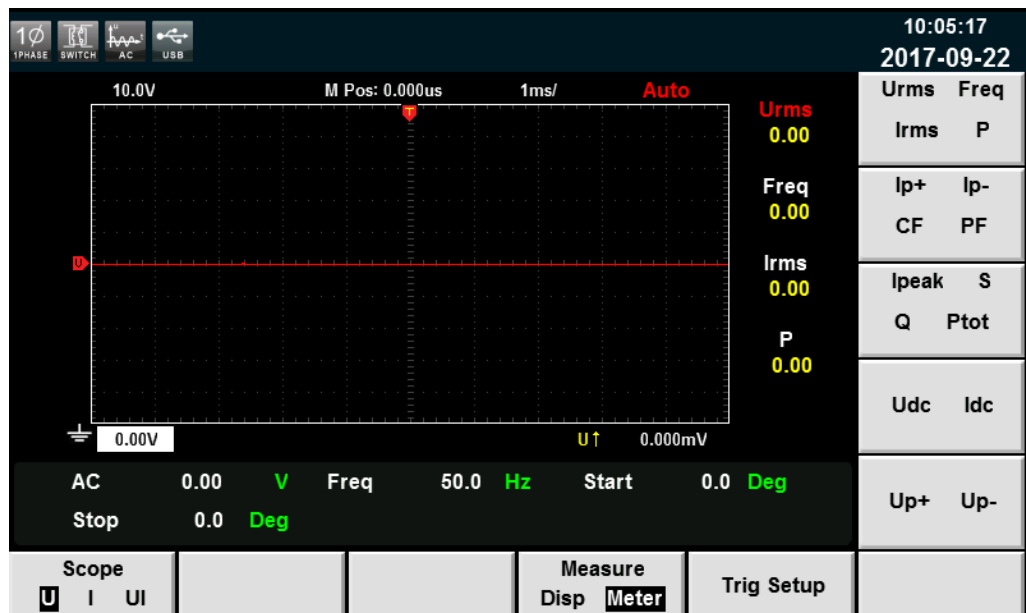 1Ø
1PHASE
SWITCH
U
t
AC
USB
10:05:17
2017-09-22
10.0V M Pos: 0.000us 1ms/ Auto
T
U
Urms
0.00
Freq
0.00
Irms
0.00
P
0.00
0.00V U↑ 0.000mV
AC 0.00 V Freq 50.0 Hz Start 0.0 Deg
Stop 0.0 Deg
Urms Freq
Irms P
Ip+ Ip-
CF PF
Ipeak S
Q Ptot
Udc Idc
Up+ Up-
Scope
U I UI
Measure
Disp Meter
Trig Setup